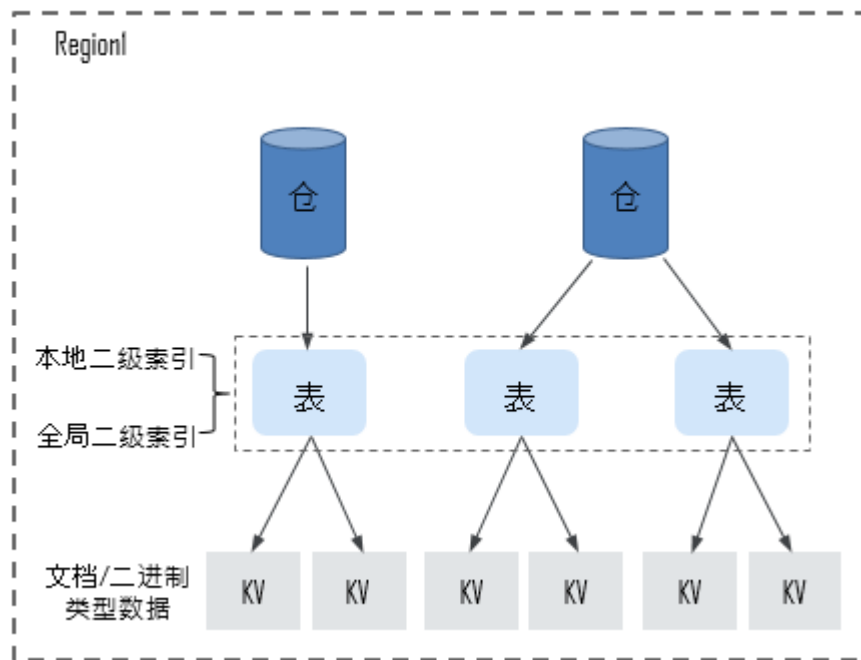 Region1
仓
仓
本地二级索引
全局二级索引
表
表
表
文档/二进制
类型数据
KV
KV
KV
KV
KV
KV